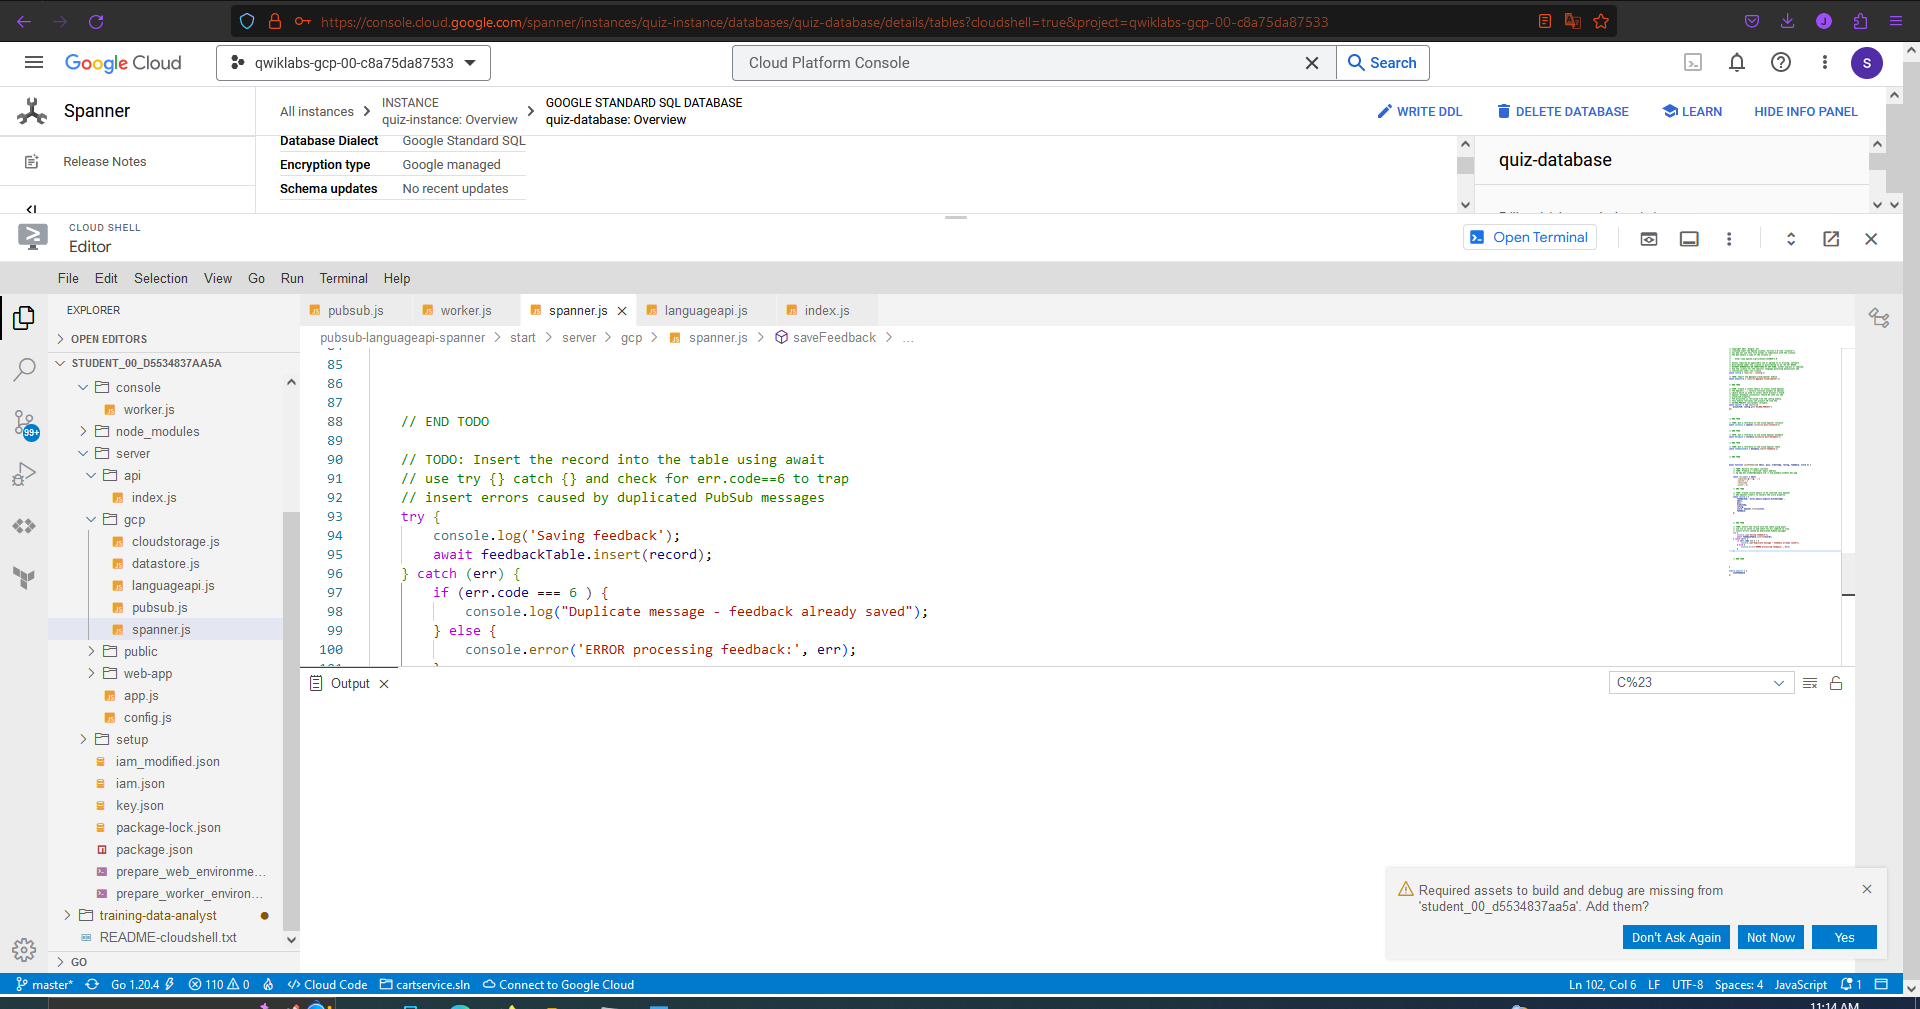 https://console.cloud.google.com/spanner/instances/quiz-instance/databases/quiz-database/details/tables?cloudshell=true&project=qwiklabs-gcp-00-c8a75da87533
J
Google Cloud
qwiklabs-gcp-00-c8a75da87533
Cloud Platform Console
Search
S
Spanner
All instances
INSTANCE
quiz-instance: Overview
GOOGLE STANDARD SQL DATABASE
quiz-database: Overview
WRITE DDL
DELETE DATABASE
LEARN
HIDE INFO PANEL
Release Notes
Database Dialect Google Standard SQL
Encryption type Google managed
Schema updates No recent updates
quiz-database
CLOUD SHELL
Editor
Open Terminal
File Edit Selection View Go Run Terminal Help
EXPLORER
OPEN EDITORS
STUDENT_00_D5534837AA5A
console
worker.js
node_modules
server
api
index.js
gcp
cloudstorage.js
datastore.js
languageapi.js
pubsub.js
spanner.js
public
web-app
app.js
config.js
setup
iam_modified.json
iam.json
key.json
package-lock.json
package.json
prepare_web_environme...
prepare_worker_environ...
training-data-analyst
README-cloudshell.txt
GO
99+
pubsub.js worker.js spanner.js languageapi.js index.js
pubsub-languageapi-spanner > start > server > gcp > spanner.js > saveFeedback > ...
85
86
87
88 // END TODO
89
90 // TODO: Insert the record into the table using await
91 // use try {} catch {} and check for err.code==6 to trap
92 // insert errors caused by duplicated PubSub messages
93 try {
94 console.log('Saving feedback');
95 await feedbackTable.insert(record);
96 } catch (err) {
97 if (err.code === 6 ) {
98 console.log("Duplicate message - feedback already saved");
99 } else {
100 console.error('ERROR processing feedback:', err);
Output
C%23
Required assets to build and debug are missing from
'student_00_d5534837aa5a'. Add them?
Don't Ask Again Not Now Yes
master* Go 1.20.4 110 0 Cloud Code cartservice.sln Connect to Google Cloud
Ln 102, Col 6 LF UTF-8 Spaces: 4 JavaScript 1
11:14 AM